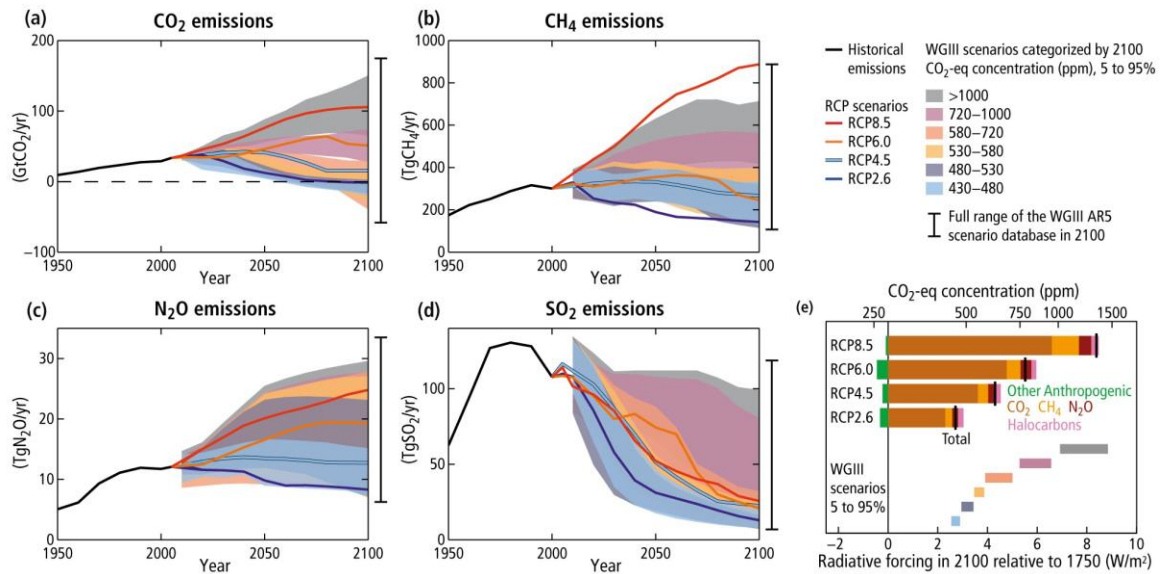 (a) CO₂ emissions
200
100
0
−100
(GtCO₂/yr)
1950 2000 2050 2100
Year
(b) CH₄ emissions
1000
800
600
400
200
0
(TgCH₄/yr)
1950 2000 2050 2100
Year
Historical
emissions
RCP scenarios
RCP8.5
RCP6.0
RCP4.5
RCP2.6
WGIII scenarios categorized by 2100
CO₂-eq concentration (ppm), 5 to 95%
>1000
720–1000
580–720
530–580
480–530
430–480
Full range of the WGIII AR5
scenario database in 2100
(c) N₂O emissions
30
20
10
0
(TgN₂O/yr)
1950 2000 2050 2100
Year
(d) SO₂ emissions
100
50
0
(TgSO₂/yr)
1950 2000 2050 2100
Year
(e) CO₂-eq concentration (ppm)
250 500 750 1000 1500
RCP8.5
RCP6.0
RCP4.5
RCP2.6
Other Anthropogenic
CO₂ CH₄ N₂O
Halocarbons
Total
WGIII
scenarios
5 to 95%
−2 0 2 4 6 8 10
Radiative forcing in 2100 relative to 1750 (W/m²)